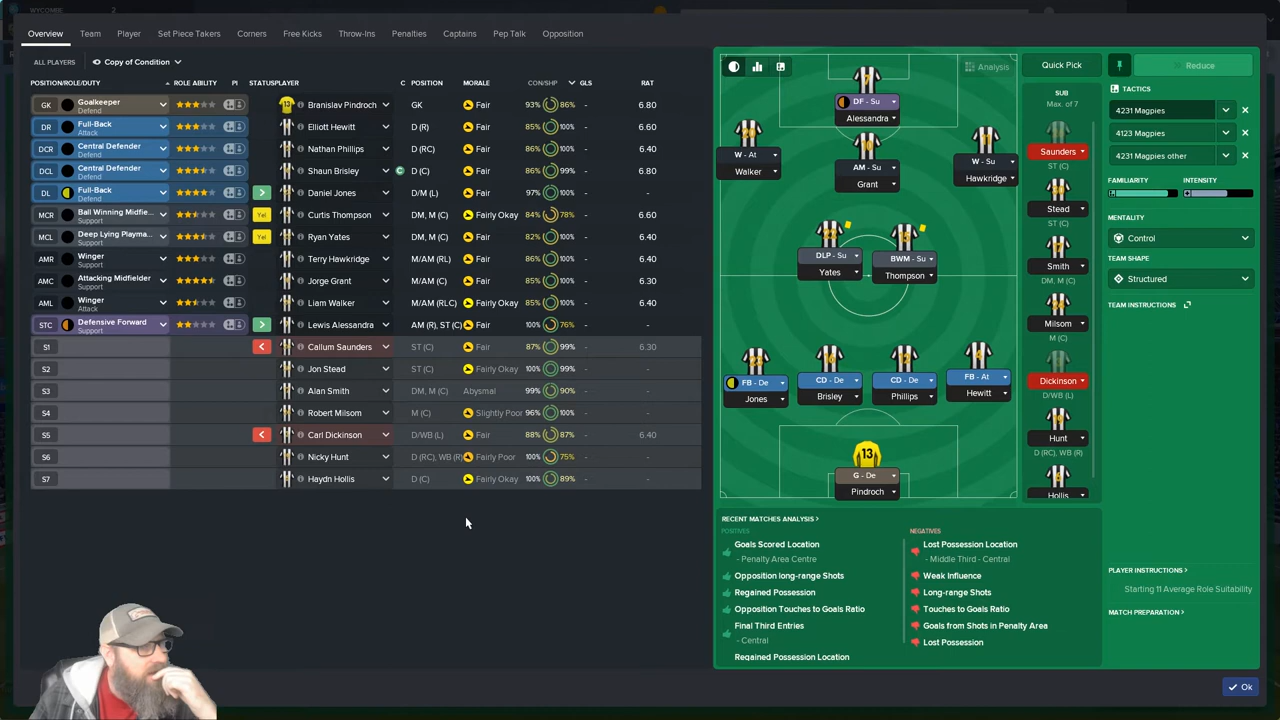 WYCOMBE 2
Overview Team Player Set Piece Takers Corners Free Kicks Throw-Ins Penalties Captains Pep Talk Opposition
ALL PLAYERS Copy of Condition
POSITION/ROLE/DUTY ROLE ABILITY PI STATUS PLAYER C POSITION MORALE CON/SHP GLS RAT
GK Goalkeeper Defend 13 Branislav Pindroch GK Fair 93% 86% - 6.80
DR Full-Back Attack Elliott Hewitt D (R) Fair 85% 100% - 6.60
DCR Central Defender Defend Nathan Phillips D (RC) Fair 86% 100% - 6.40
DCL Central Defender Defend Shaun Brisley C D (C) Fair 86% 99% - 6.80
DL Full-Back Defend Daniel Jones D/M (L) Fair 97% 100% - -
MCR Ball Winning Midfie... Support Yel Curtis Thompson DM, M (C) Fairly Okay 84% 78% - 6.60
MCL Deep Lying Playma... Support Yel Ryan Yates DM, M (C) Fair 82% 100% - 6.40
AMR Winger Support Terry Hawkridge M/AM (RL) Fair 85% 100% - 6.40
AMC Attacking Midfielder Support Jorge Grant M/AM (C) Fair 85% 100% - 6.30
AML Winger Attack Liam Walker M/AM (RLC) Fairly Okay 85% 100% - 6.40
STC Defensive Forward Support Lewis Alessandra AM (R), ST (C) Fair 100% 76% - -
S1 Callum Saunders ST (C) Fair 87% 99% - 6.30
S2 Jon Stead ST (C) Fairly Okay 100% 99% - -
S3 Alan Smith DM, M (C) Abysmal 99% 90% - -
S4 Robert Milsom M (C) Slightly Poor 96% 100% - -
S5 Carl Dickinson D/WB (L) Fair 88% 87% - 6.40
S6 Nicky Hunt D (RC), WB (R) Fairly Poor 100% 75% - -
S7 Haydn Hollis D (C) Fairly Okay 100% 89% - -
Analysis
DF - Su
Alessandra
W - At
Walker
AM - Su
Grant
W - Su
Hawkridge
DLP - Su
Yates
BWM - Su
Thompson
FB - De
Jones
CD - De
Brisley
CD - De
Phillips
FB - At
Hewitt
13
G - De
Pindroch
Quick Pick
SUB
Max. of 7
Saunders
ST (C)
Stead
ST (C)
Smith
DM, M (C)
Milsom
M (C)
Dickinson
D/WB (L)
Hunt
D (RC), WB (R)
Hollis
Reduce
TACTICS
4231 Magpies
4123 Magpies
4231 Magpies other
FAMILIARITY INTENSITY
MENTALITY
Control
TEAM SHAPE
Structured
TEAM INSTRUCTIONS
PLAYER INSTRUCTIONS
Starting 11 Average Role Suitability
MATCH PREPARATION
RECENT MATCHES ANALYSIS
POSITIVES
Goals Scored Location
- Penalty Area Centre
Opposition long-range Shots
Regained Possession
Opposition Touches to Goals Ratio
Final Third Entries
- Central
Regained Possession Location
NEGATIVES
Lost Possession Location
- Middle Third - Central
Weak Influence
Long-range Shots
Touches to Goals Ratio
Goals from Shots in Penalty Area
Lost Possession
Ok